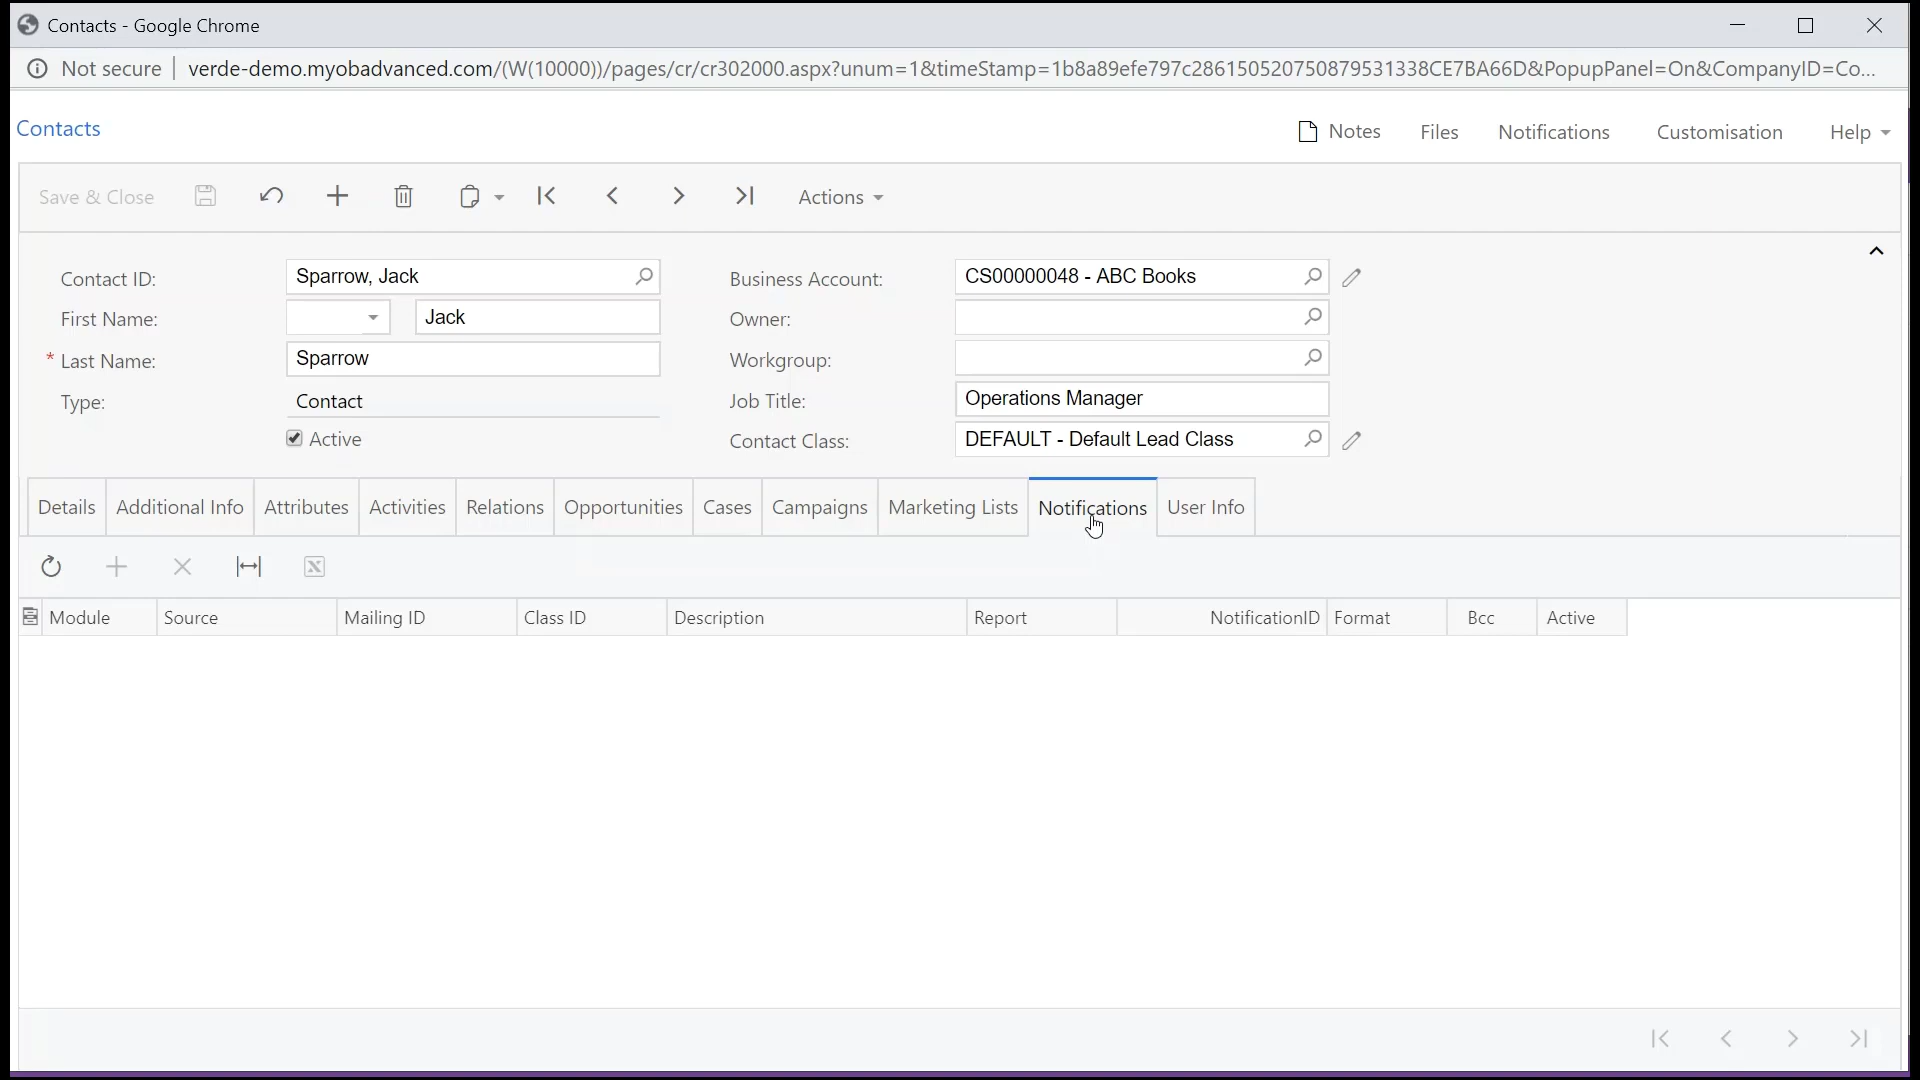 Contacts - Google Chrome
Not secure verde-demo.myobadvanced.com/(W(10000))/pages/cr/cr302000.aspx?unum=1&timeStamp=1b8a89efe797c286150520750879531338CE7BA66D&PopupPanel=On&CompanyID=Co...
Contacts Notes Files Notifications Customisation Help
Save & Close Actions
Contact ID: Sparrow, Jack Business Account: CS00000048 - ABC Books
First Name: Jack Owner:
* Last Name: Sparrow Workgroup:
Type: Contact Job Title: Operations Manager
Active Contact Class: DEFAULT - Default Lead Class
Details Additional Info Attributes Activities Relations Opportunities Cases Campaigns Marketing Lists Notifications User Info
Module Source Mailing ID Class ID Description Report NotificationID Format Bcc Active